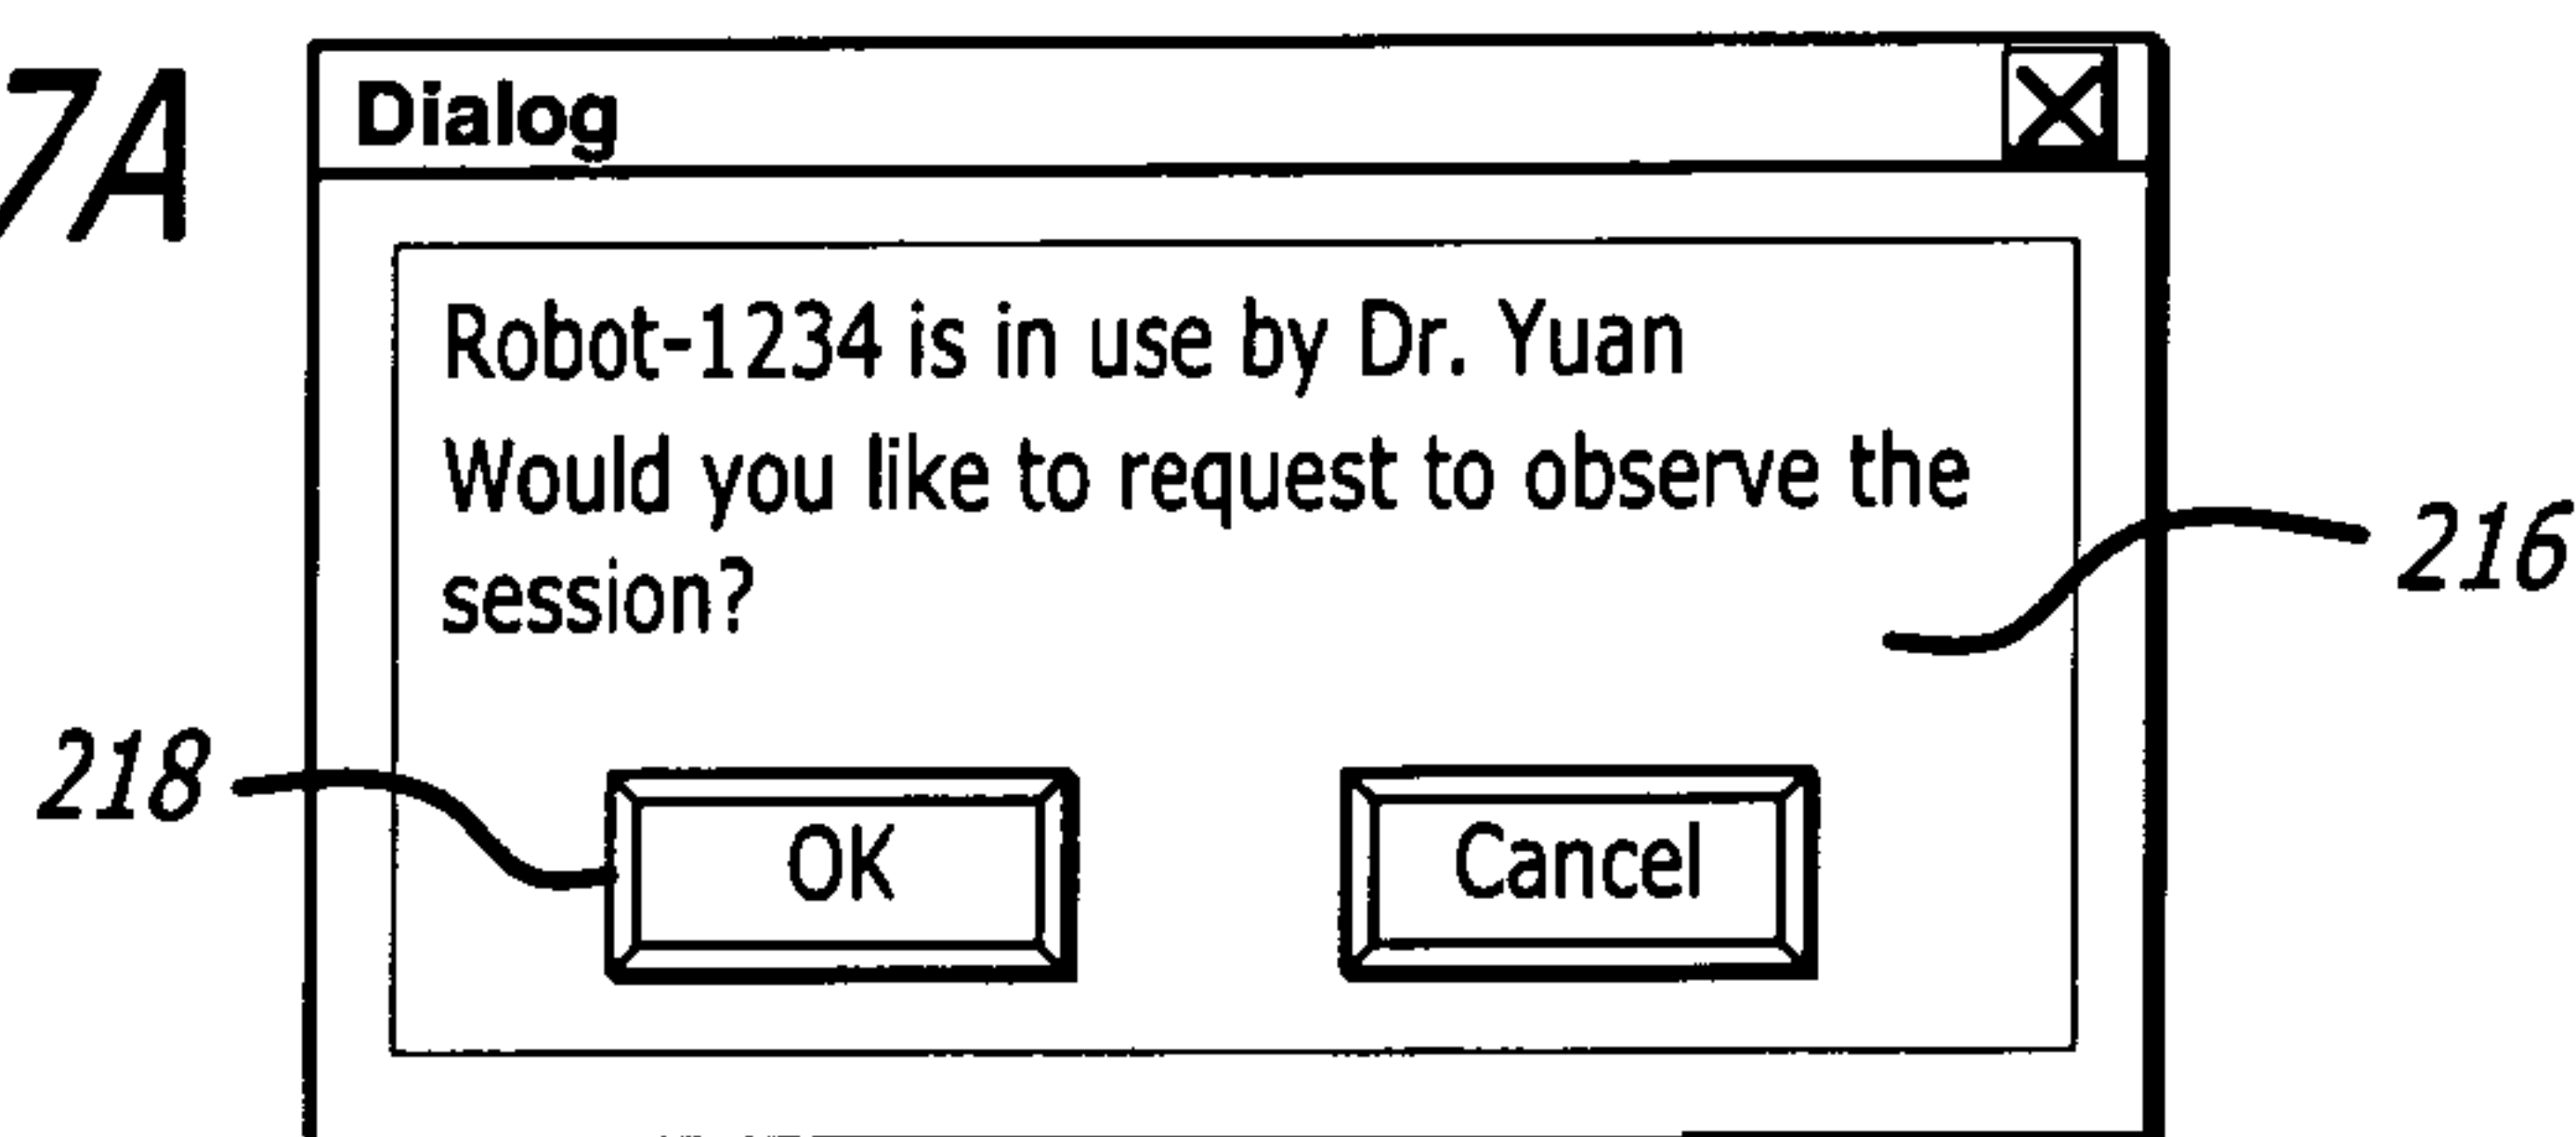 7A
Dialog
Robot-1234 is in use by Dr. Yuan
Would you like to request to observe the
session?
216
218
OK
Cancel